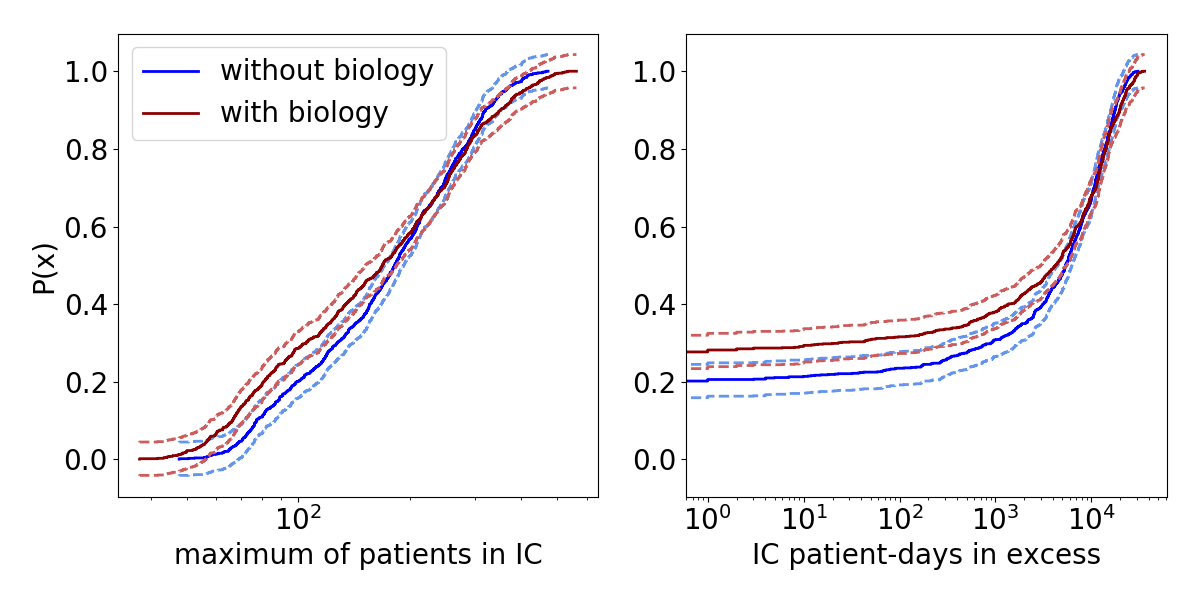 without biology
with biology
P(x)
1.0
0.8
0.6
0.4
0.2
0.0
10²
maximum of patients in IC
1.0
0.8
0.6
0.4
0.2
0.0
10⁰ 10¹ 10² 10³ 10⁴
IC patient-days in excess